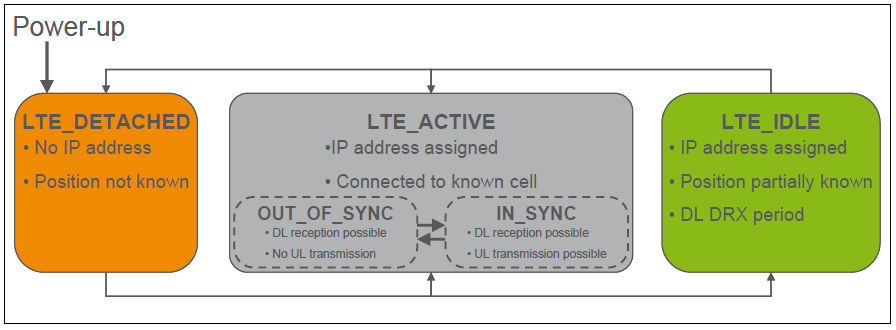 Power-up
LTE_DETACHED
• No IP address
• Position not known
LTE_ACTIVE
•IP address assigned
• Connected to known cell
OUT_OF_SYNC
• DL reception possible
• No UL transmission
IN_SYNC
• DL reception possible
• UL transmission possible
LTE_IDLE
• IP address assigned
• Position partially known
• DL DRX period